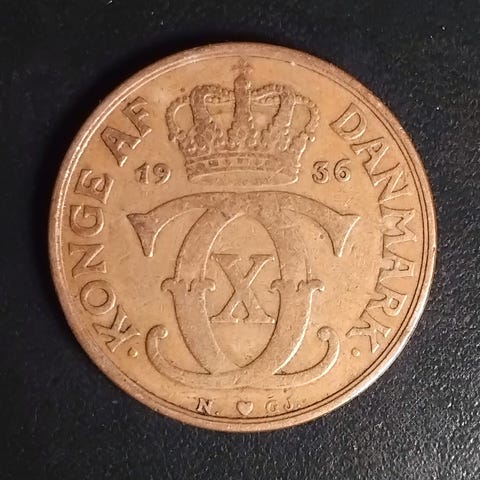 · KONGE AF DANMARK ·
19 36
X
N. ♥ GJ.